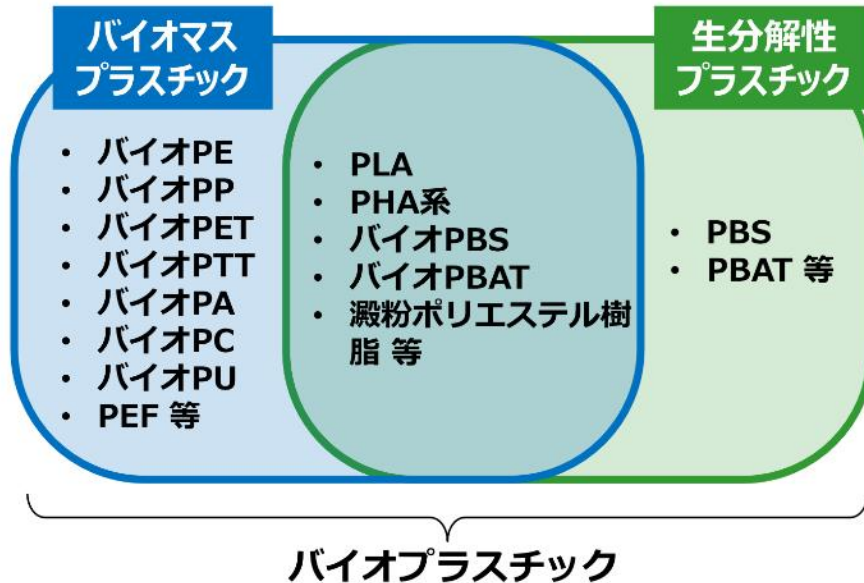 バイオマス
プラスチック
・ バイオPE
・ バイオPP
・ バイオPET
・ バイオPTT
・ バイオPA
・ バイオPC
・ バイオPU
・ PEF 等
・ PLA
・ PHA系
・ バイオPBS
・ バイオPBAT
・ 澱粉ポリエステル樹
脂 等
生分解性
プラスチック
・ PBS
・ PBAT 等
バイオプラスチック